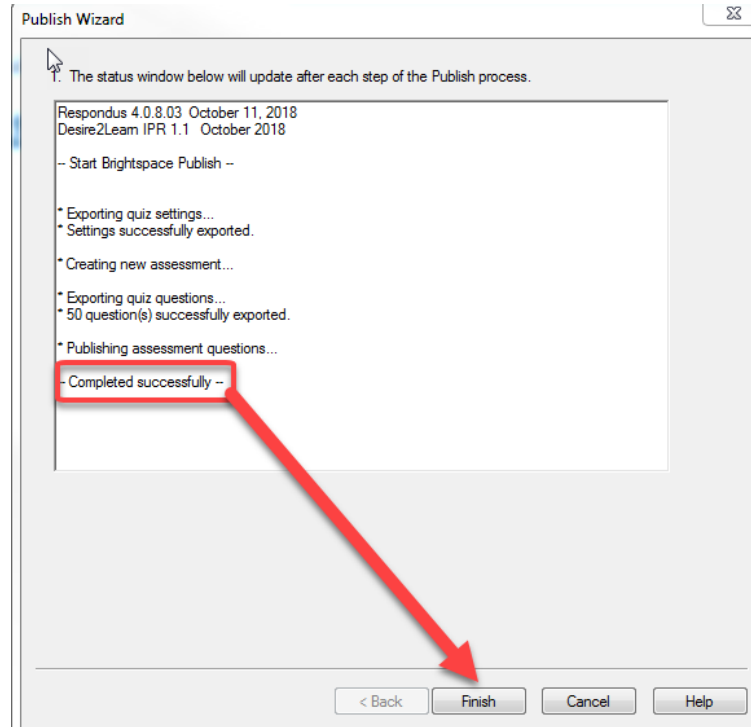 Publish Wizard
1. The status window below will update after each step of the Publish process.
Respondus 4.0.8.03 October 11, 2018
Desire2Learn IPR 1.1 October 2018
-- Start Brightspace Publish --
* Exporting quiz settings...
* Settings successfully exported.
* Creating new assessment...
* Exporting quiz questions...
* 50 question(s) successfully exported.
* Publishing assessment questions...
-- Completed successfully --
< Back
Finish
Cancel
Help